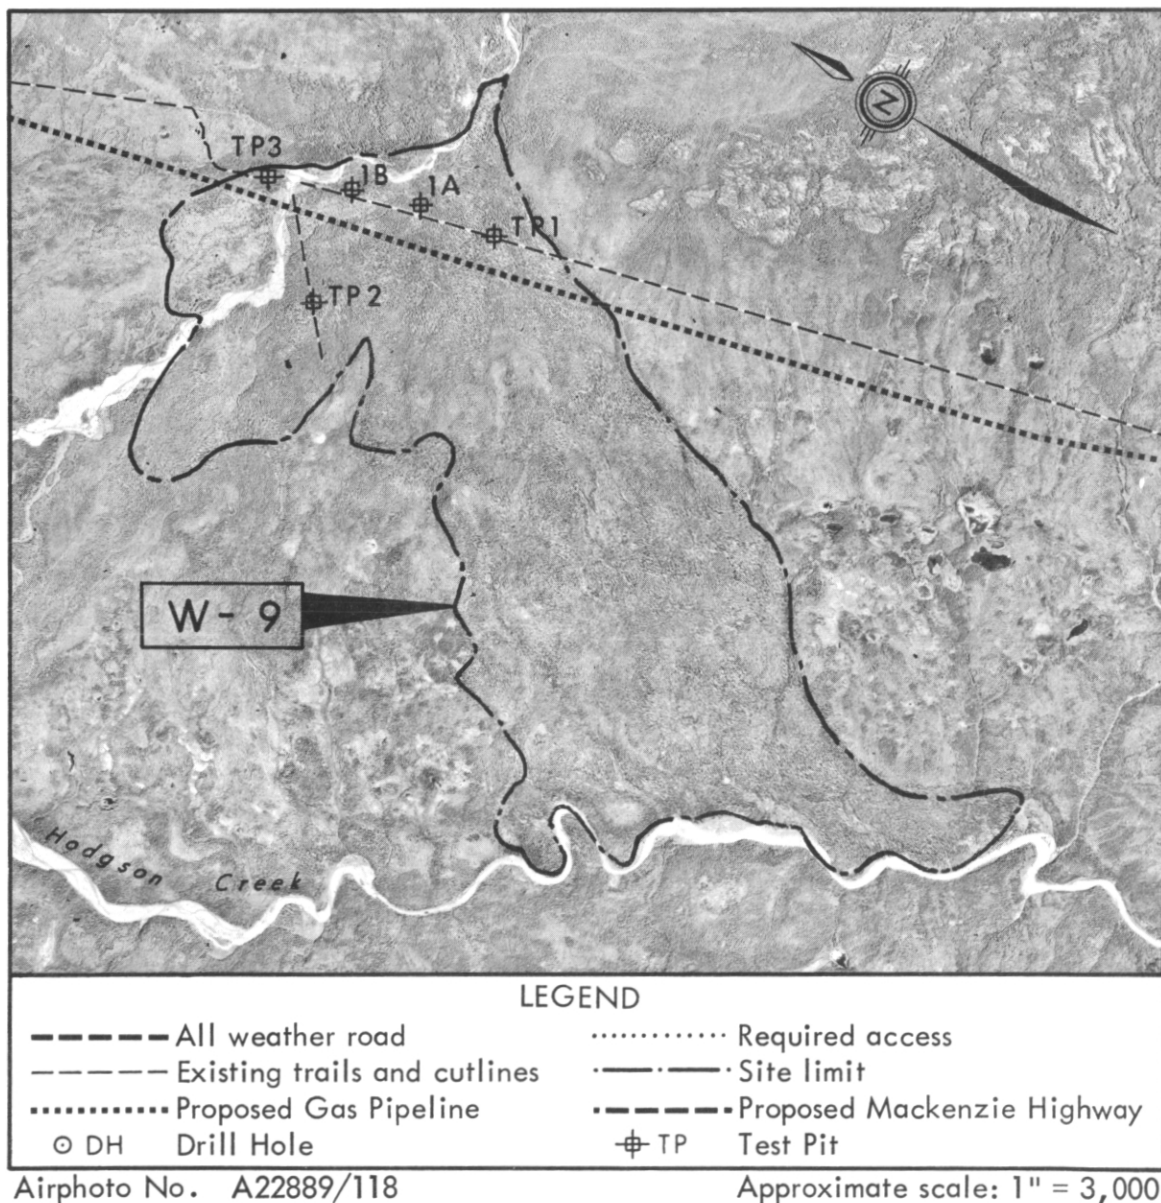 N
TP3
1B
1A
TP1
TP2
W - 9
Hodgson Creek
LEGEND
All weather road
Required access
Existing trails and cutlines
Site limit
Proposed Gas Pipeline
Proposed Mackenzie Highway
DH Drill Hole
TP Test Pit
Airphoto No. A22889/118
Approximate scale: 1" = 3,000